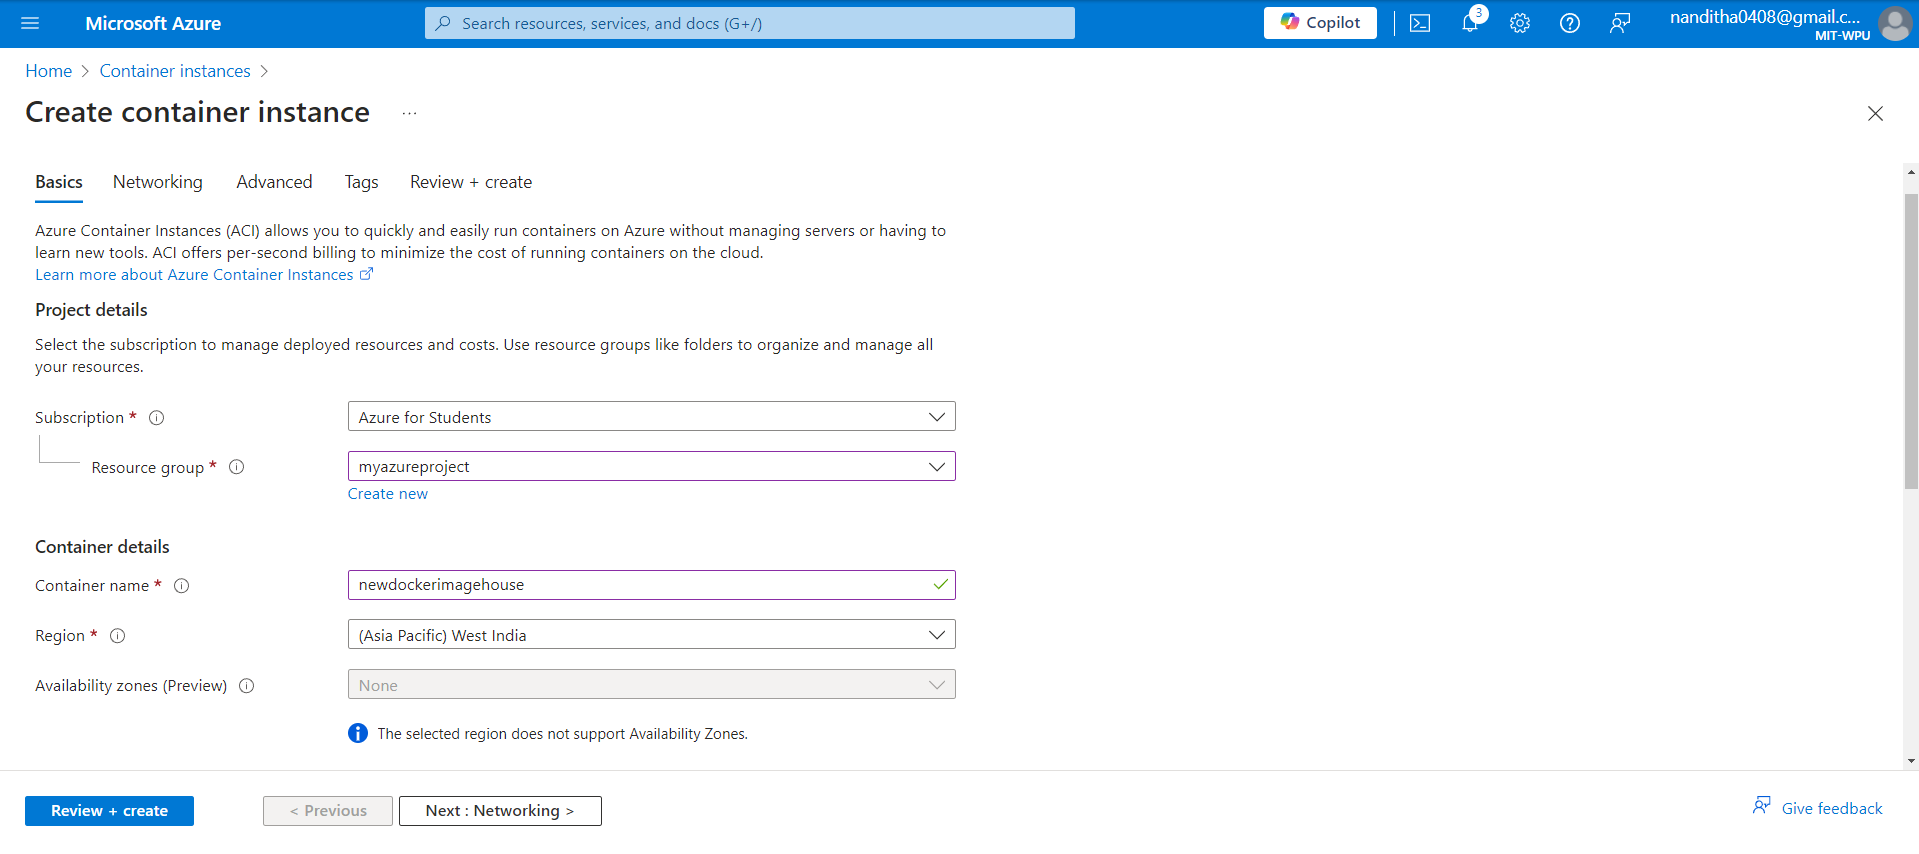 Microsoft Azure
Search resources, services, and docs (G+/)
Copilot
3
nanditha0408@gmail.c...
MIT-WPU
Home > Container instances >
Create container instance ...
Basics Networking Advanced Tags Review + create
Azure Container Instances (ACI) allows you to quickly and easily run containers on Azure without managing servers or having to
learn new tools. ACI offers per-second billing to minimize the cost of running containers on the cloud.
Learn more about Azure Container Instances
Project details
Select the subscription to manage deployed resources and costs. Use resource groups like folders to organize and manage all
your resources.
Subscription * Azure for Students
Resource group * myazureproject
Create new
Container details
Container name * newdockerimagehouse
Region * (Asia Pacific) West India
Availability zones (Preview) None
The selected region does not support Availability Zones.
Review + create < Previous Next : Networking > Give feedback